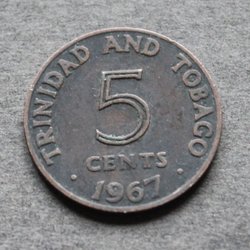 TRINIDAD AND TOBAGO
5
CENTS
· 1967 ·